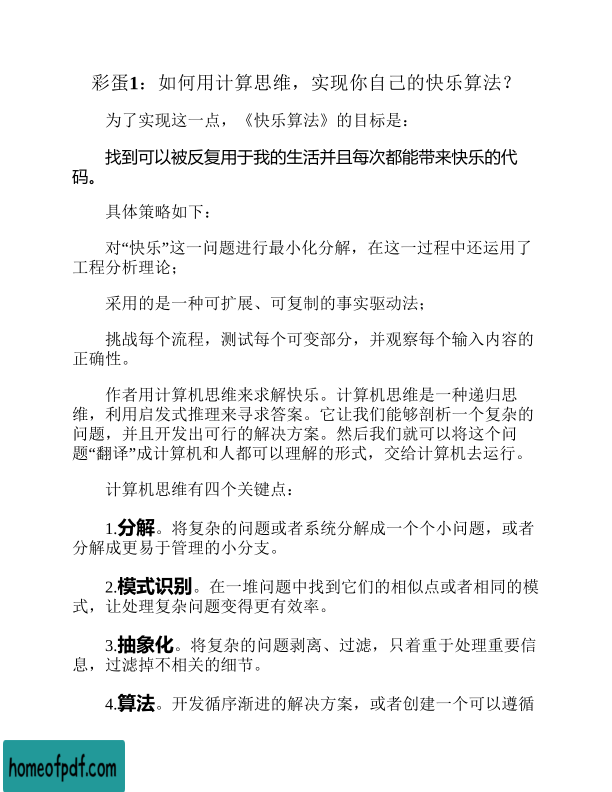 彩蛋1：如何用计算思维，实现你自己的快乐算法？
为了实现这一点，《快乐算法》的目标是：
找到可以被反复用于我的生活并且每次都能带来快乐的代
码。
具体策略如下：
对“快乐”这一问题进行最小化分解，在这一过程中还运用了
工程分析理论；
采用的是一种可扩展、可复制的事实驱动法；
挑战每个流程，测试每个可变部分，并观察每个输入内容的
正确性。
作者用计算机思维来求解快乐。计算机思维是一种递归思
维，利用启发式推理来寻求答案。它让我们能够剖析一个复杂的
问题，并且开发出可行的解决方案。然后我们就可以将这个问
题“翻译”成计算机和人都可以理解的形式，交给计算机去运行。
计算机思维有四个关键点：
1.分解。将复杂的问题或者系统分解成一个个小问题，或者
分解成更易于管理的小分支。
2.模式识别。在一堆问题中找到它们的相似点或者相同的模
式，让处理复杂问题变得更有效率。
3.抽象化。将复杂的问题剥离、过滤，只着重于处理重要信
息，过滤掉不相关的细节。
4.算法。开发循序渐进的解决方案，或者创建一个可以遵循
homeofpdf.com